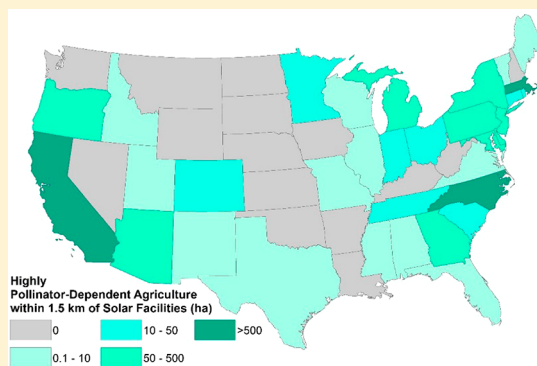 Highly
Pollinator-Dependent Agriculture
within 1.5 km of Solar Facilities (ha)
0 10 - 50 >500
0.1 - 10 50 - 500